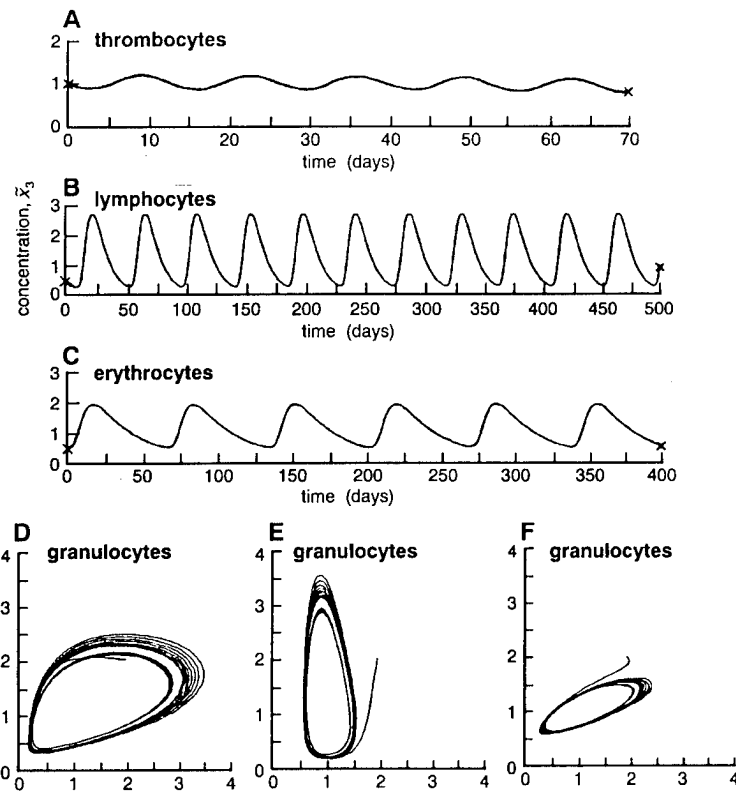 A
thrombocytes
2
1
0
0 10 20 30 40 50 60 70
time (days)
concentration, x̃₃
B
lymphocytes
3
2
1
0
0 50 100 150 200 250 300 350 400 450 500
time (days)
C
erythrocytes
3
2
1
0
0 50 100 150 200 250 300 350 400
time (days)
D
granulocytes
4
3
2
1
0
0 1 2 3 4
E
granulocytes
4
3
2
1
0
0 1 2 3 4
F
granulocytes
4
3
2
1
0
0 1 2 3 4